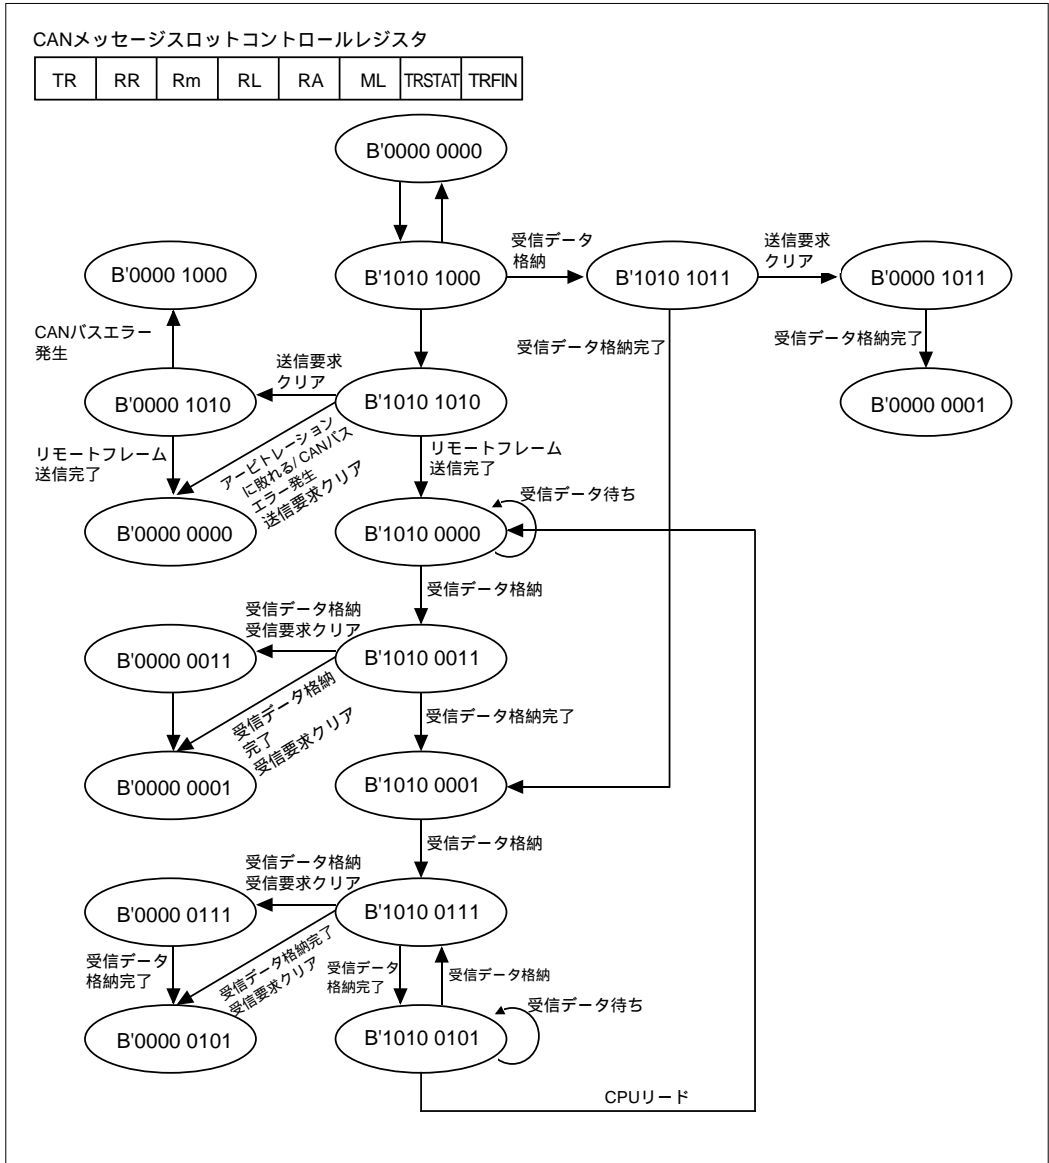 CANメッセージスロットコントロールレジスタ
TR RR Rm RL RA ML TRSTAT TRFIN
B'0000 0000
B'0000 1000
B'1010 1000
受信データ
格納
B'1010 1011
送信要求
クリア
B'0000 1011
CANバスエラー
発生
受信データ格納完了
受信データ格納完了
B'0000 1010
送信要求
クリア
B'1010 1010
B'0000 0001
リモートフレーム
送信完了
アービトレーション
に敗れる/ CANバス
エラー発生
送信要求クリア
リモートフレーム
送信完了
受信データ待ち
B'0000 0000
B'1010 0000
受信データ格納
受信データ格納
受信要求クリア
B'0000 0011
B'1010 0011
受信データ格納
完了
受信要求クリア
受信データ格納完了
B'0000 0001
B'1010 0001
受信データ格納
受信データ格納
受信要求クリア
B'0000 0111
B'1010 0111
受信データ
格納完了
受信データ格納完了
受信要求クリア
受信データ
格納完了
受信データ格納
受信データ待ち
B'0000 0101
B'1010 0101
CPUリード